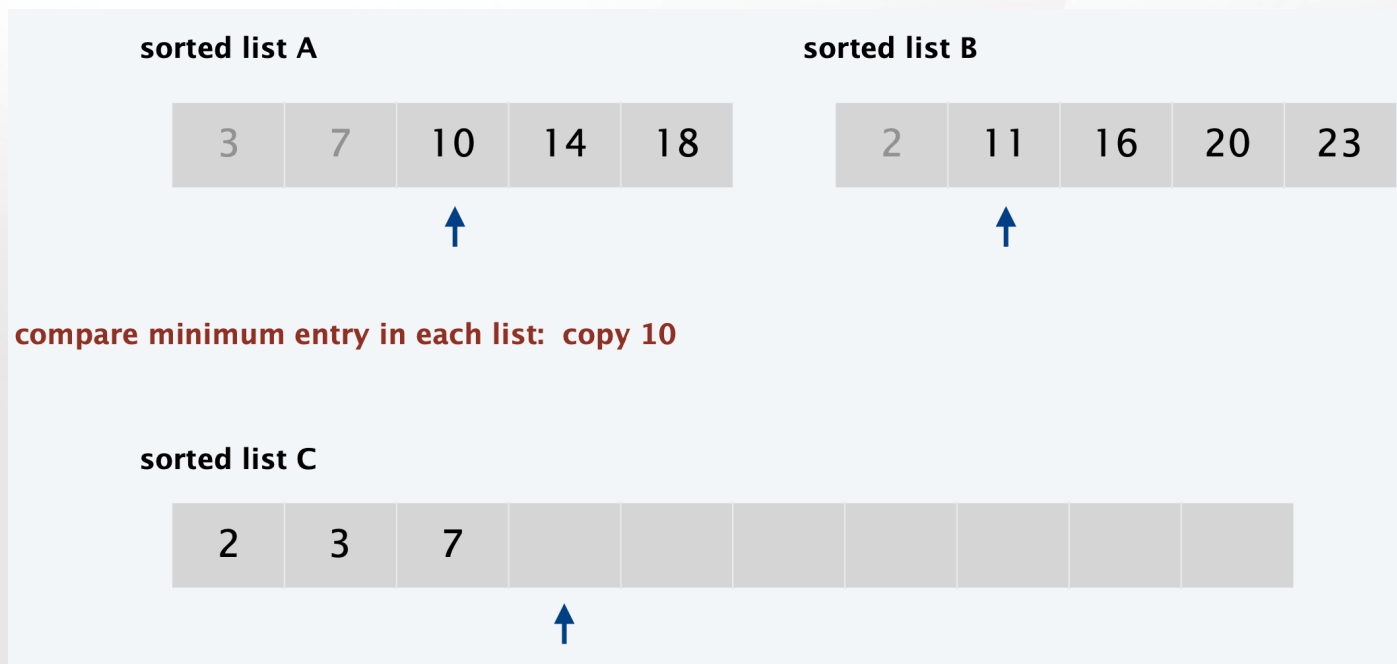 sorted list A
sorted list B
3 7 10 14 18
2 11 16 20 23
compare minimum entry in each list: copy 10
sorted list C
2 3 7